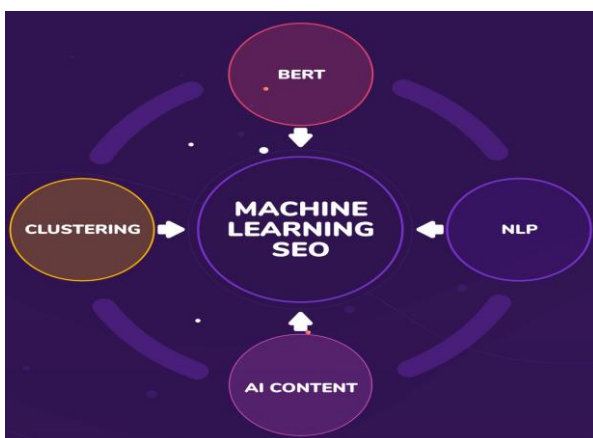 BERT
CLUSTERING
MACHINE
LEARNING
SEO
NLP
AI CONTENT